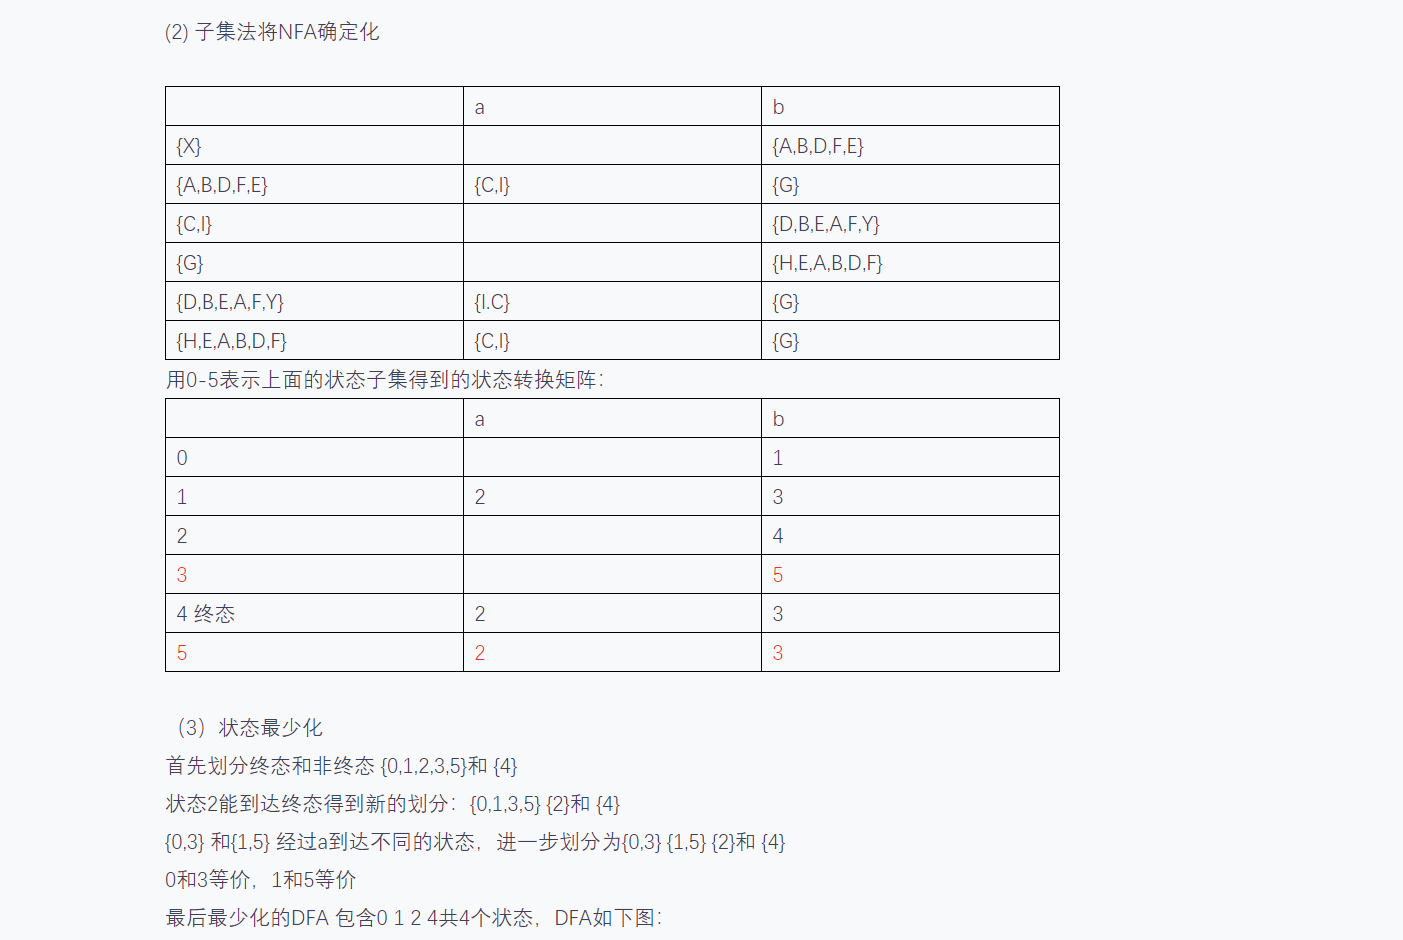 (2) 子集法将NFA确定化
a b
{X} {A,B,D,F,E}
{A,B,D,F,E} {C,I} {G}
{C,I} {D,B,E,A,F,Y}
{G} {H,E,A,B,D,F}
{D,B,E,A,F,Y} {I.C} {G}
{H,E,A,B,D,F} {C,I} {G}
用0-5表示上面的状态子集得到的状态转换矩阵：
a b
0 1
1 2 3
2 4
3 5
4 终态 2 3
5 2 3
（3）状态最少化
首先划分终态和非终态 {0,1,2,3,5}和 {4}
状态2能到达终态得到新的划分：{0,1,3,5} {2}和 {4}
{0,3} 和{1,5} 经过a到达不同的状态，进一步划分为{0,3} {1,5} {2}和 {4}
0和3等价，1和5等价
最后最少化的DFA 包含0 1 2 4共4个状态，DFA如下图：